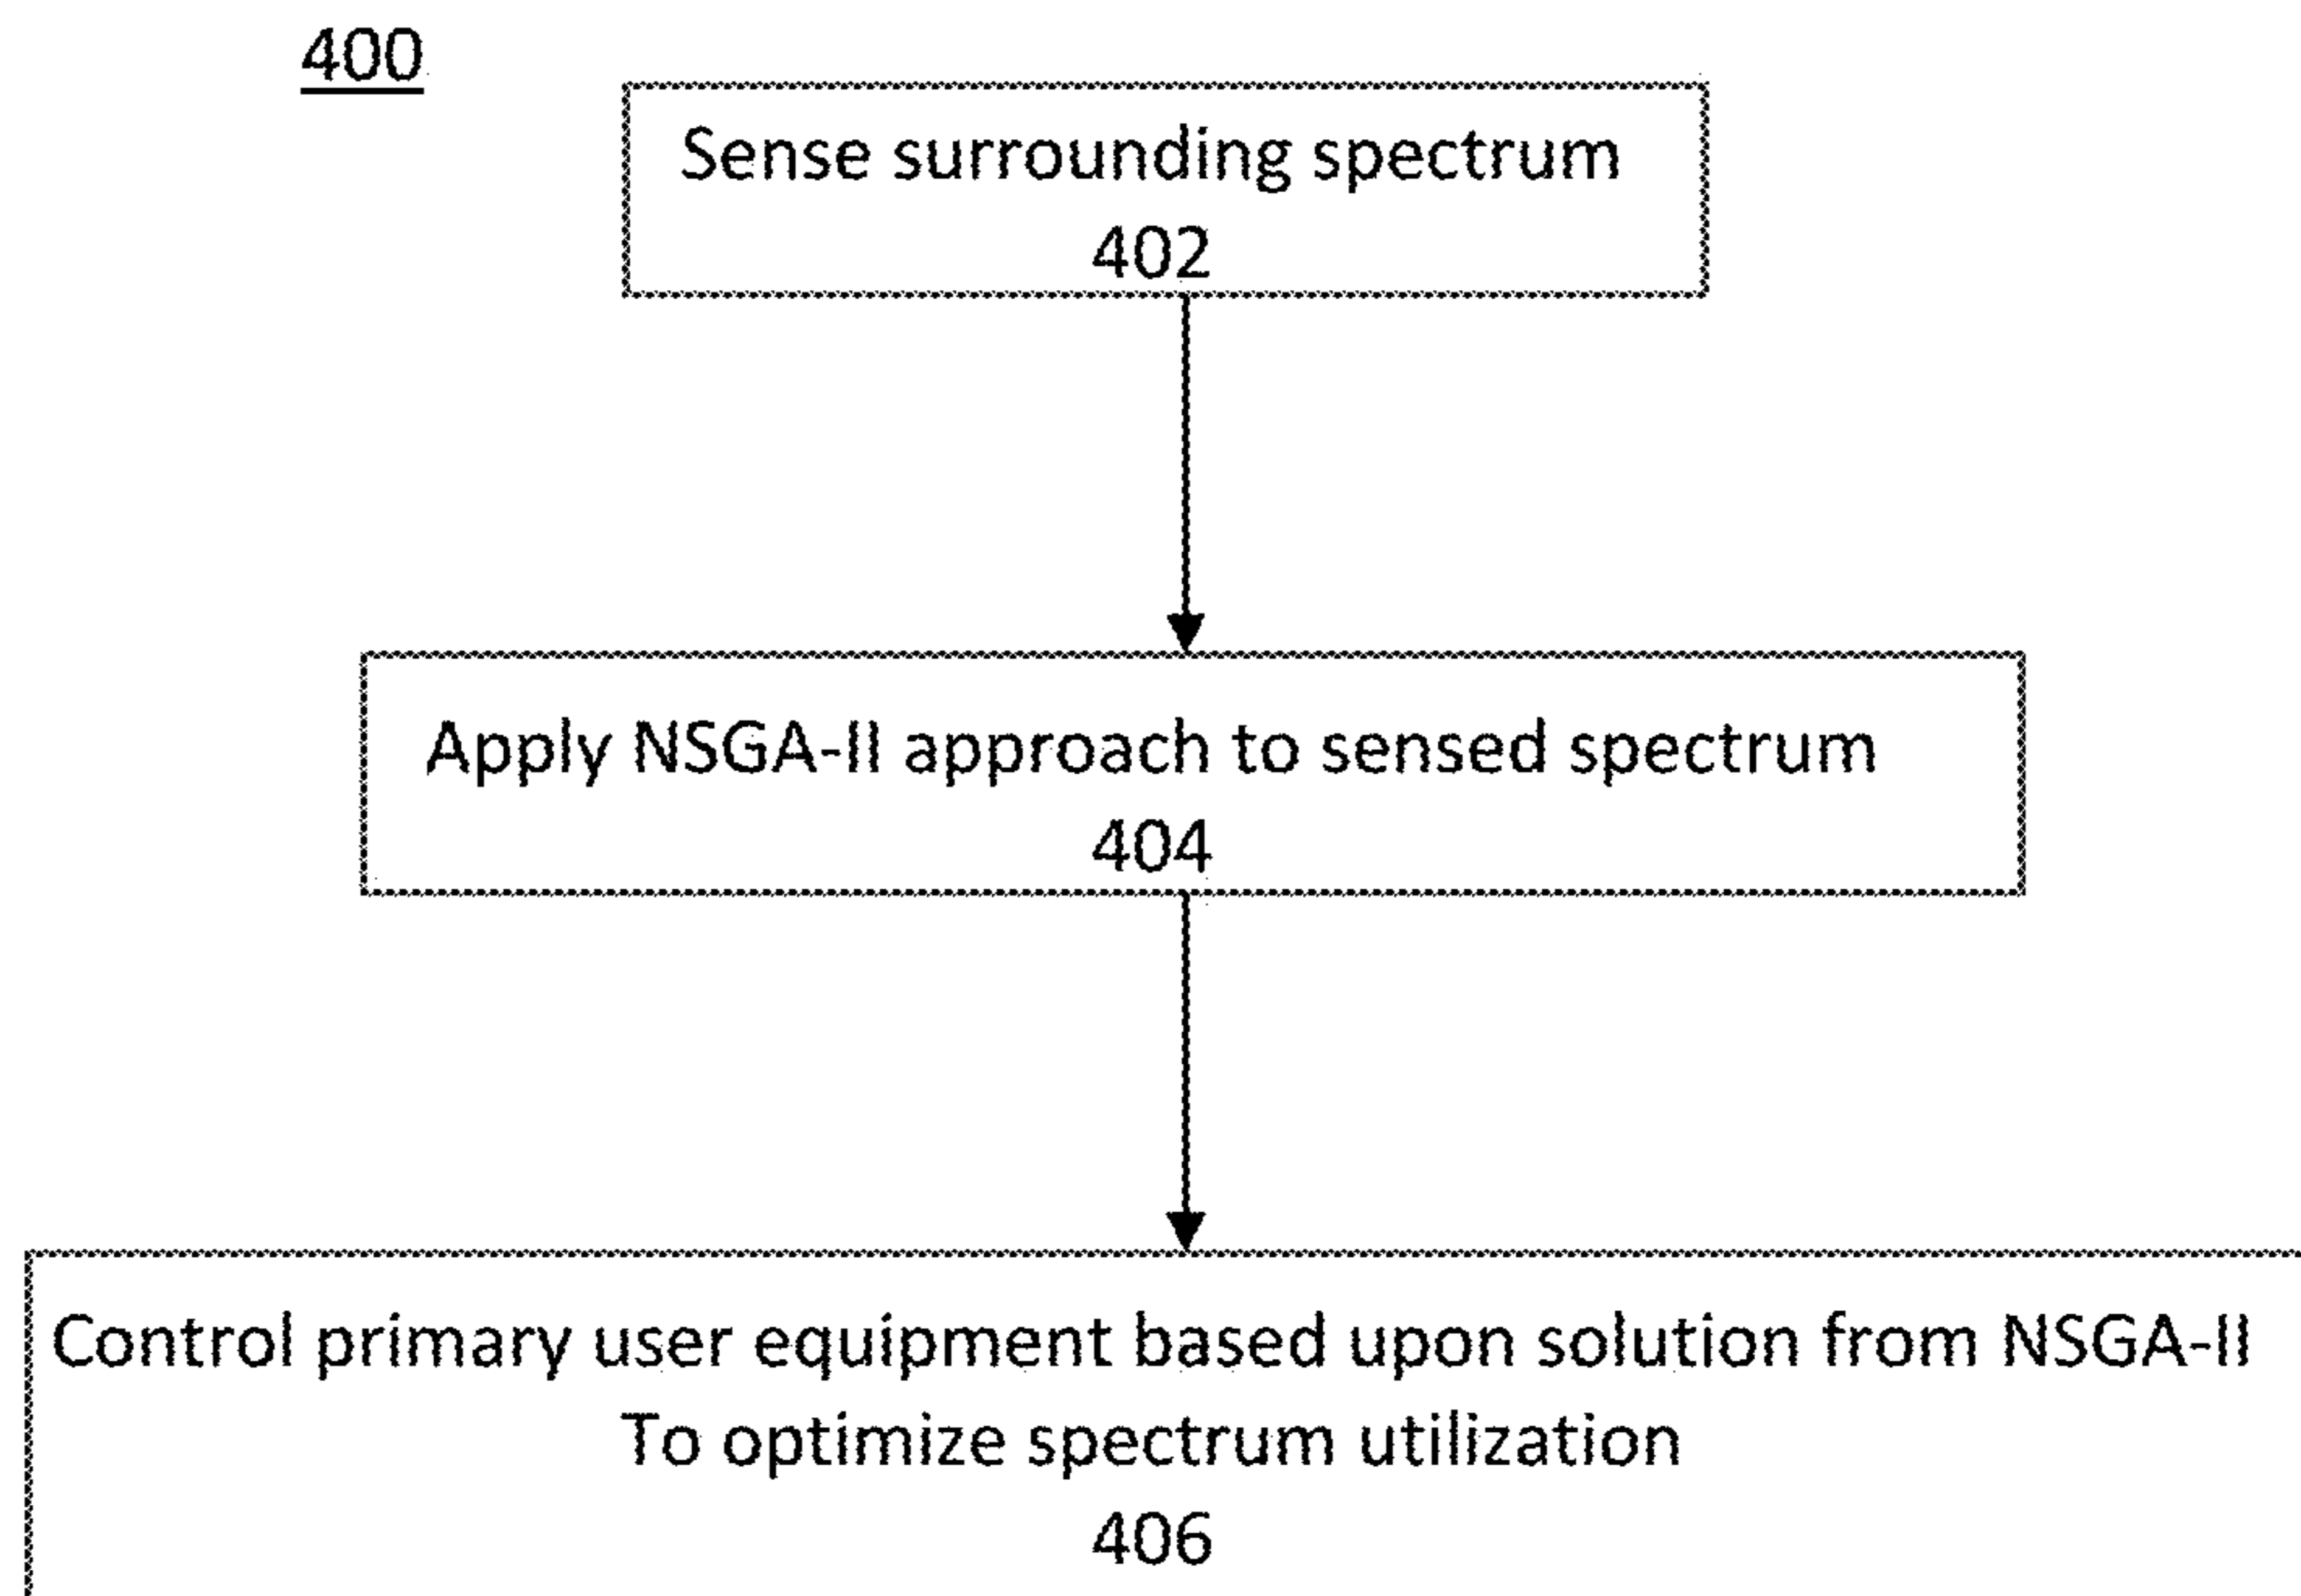 400
Sense surrounding spectrum
402
Apply NSGA-II approach to sensed spectrum
404
Control primary user equipment based upon solution from NSGA-II
To optimize spectrum utilization
406